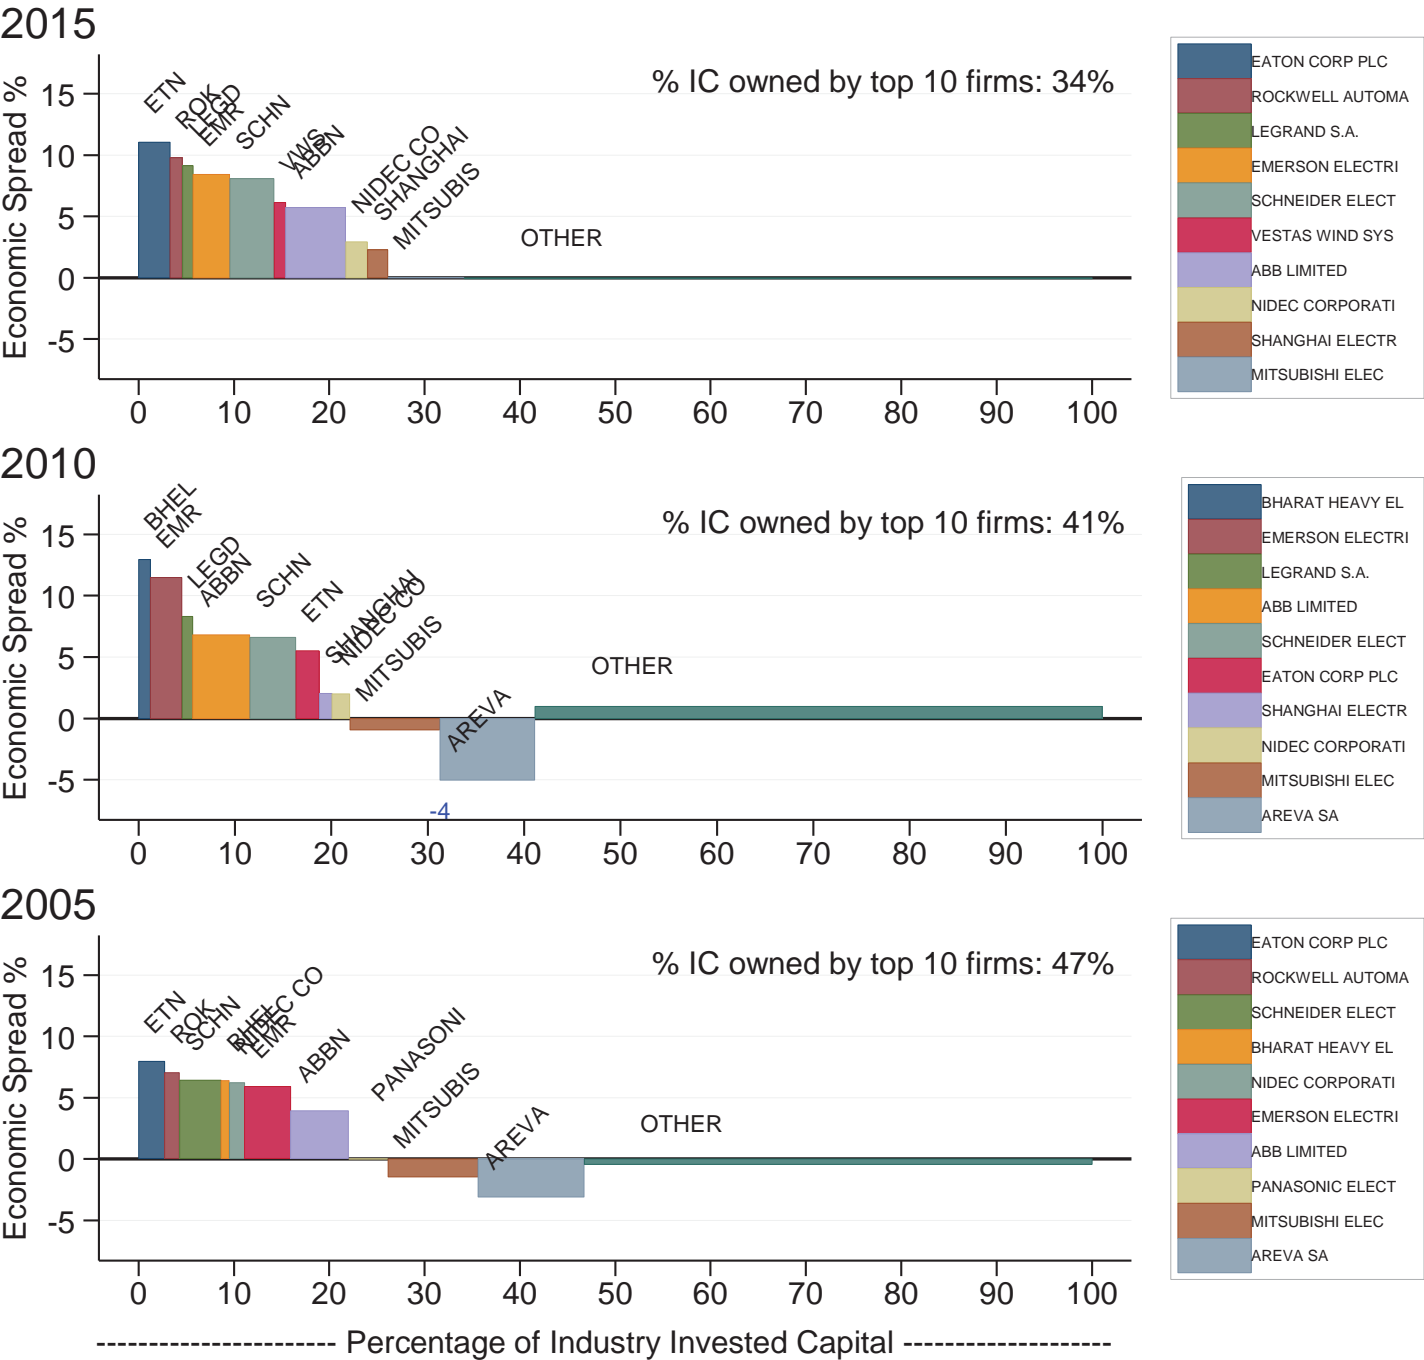 2015
Economic Spread %
15
10
5
0
-5
ETN
ROK
LEGD
EMR
SCHN
VWS
ABBN
NIDEC CO
SHANGHAI
MITSUBIS
OTHER
% IC owned by top 10 firms: 34%
0 10 20 30 40 50 60 70 80 90 100
EATON CORP PLC
ROCKWELL AUTOMA
LEGRAND S.A.
EMERSON ELECTRI
SCHNEIDER ELECT
VESTAS WIND SYS
ABB LIMITED
NIDEC CORPORATI
SHANGHAI ELECTR
MITSUBISHI ELEC
2010
Economic Spread %
15
10
5
0
-5
BHEL
EMR
LEGD
ABBN
SCHN
ETN
SHANGHAI
NIDEC CO
MITSUBIS
AREVA
OTHER
-4
% IC owned by top 10 firms: 41%
0 10 20 30 40 50 60 70 80 90 100
BHARAT HEAVY EL
EMERSON ELECTRI
LEGRAND S.A.
ABB LIMITED
SCHNEIDER ELECT
EATON CORP PLC
SHANGHAI ELECTR
NIDEC CORPORATI
MITSUBISHI ELEC
AREVA SA
2005
Economic Spread %
15
10
5
0
-5
ETN
ROK
SCHN
BHEL
NIDEC CO
EMR
ABBN
PANASONI
MITSUBIS
AREVA
OTHER
% IC owned by top 10 firms: 47%
0 10 20 30 40 50 60 70 80 90 100
EATON CORP PLC
ROCKWELL AUTOMA
SCHNEIDER ELECT
BHARAT HEAVY EL
NIDEC CORPORATI
EMERSON ELECTRI
ABB LIMITED
PANASONIC ELECT
MITSUBISHI ELEC
AREVA SA
----------------------- Percentage of Industry Invested Capital --------------------